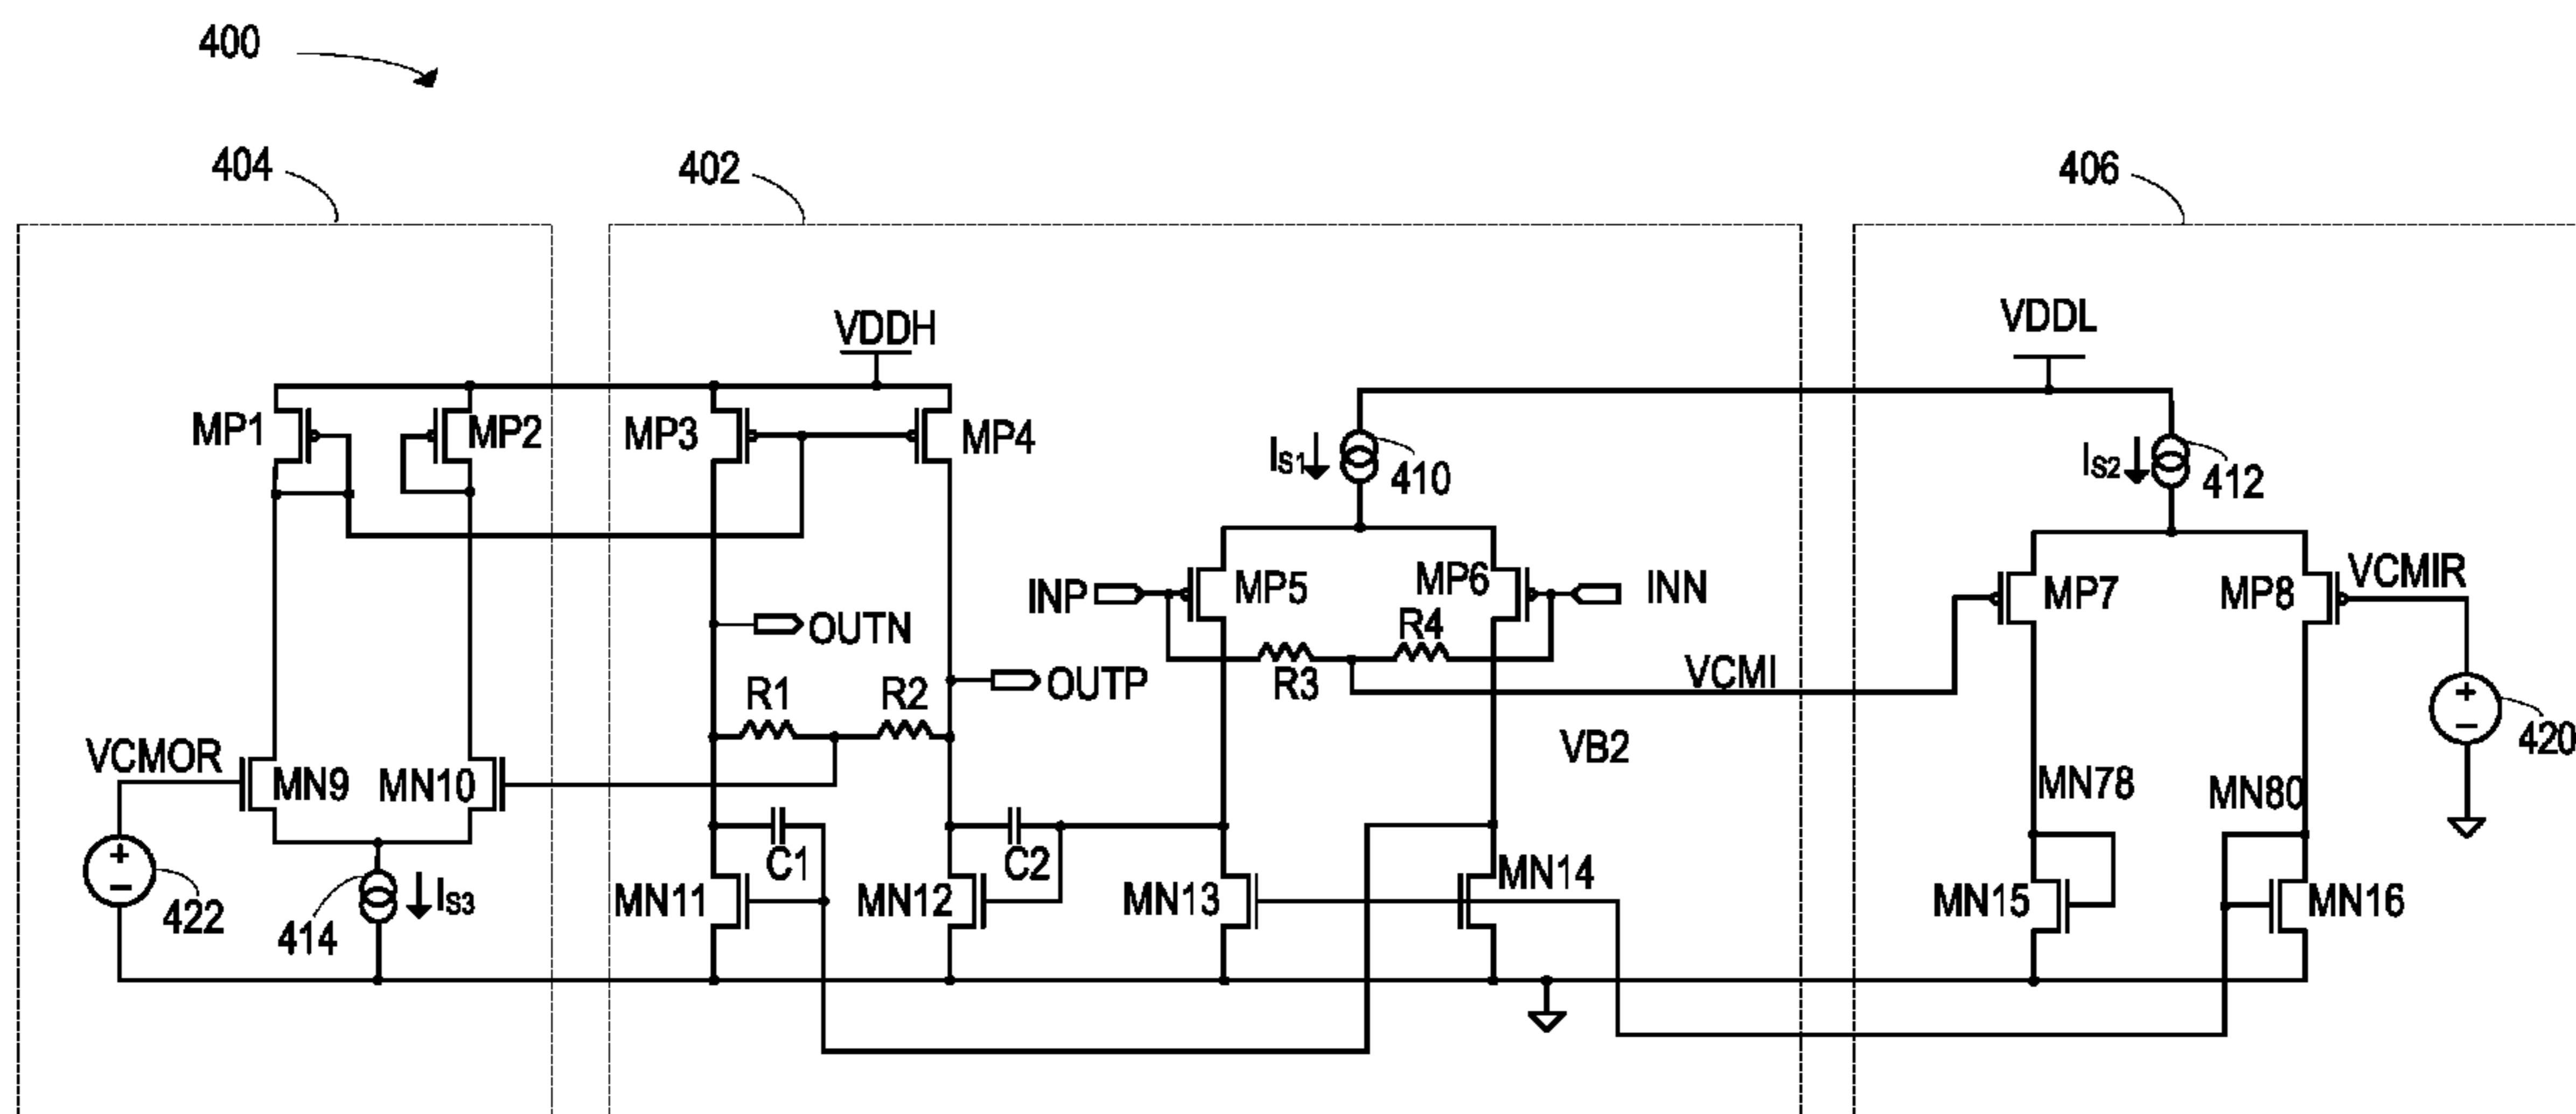 400
404
402
406
VDDH
VDDL
MP1
MP2
MP3
MP4
IS1
410
IS2
412
INP
MP5
MP6
INN
MP7
MP8
VCMIR
OUTN
R4
R3
OUTP
VCMI
R1
R2
VB2
420
VCMOR
MN9
MN10
MN78
MN80
C1
C2
MN14
422
414
IS3
MN11
MN12
MN13
MN15
MN16